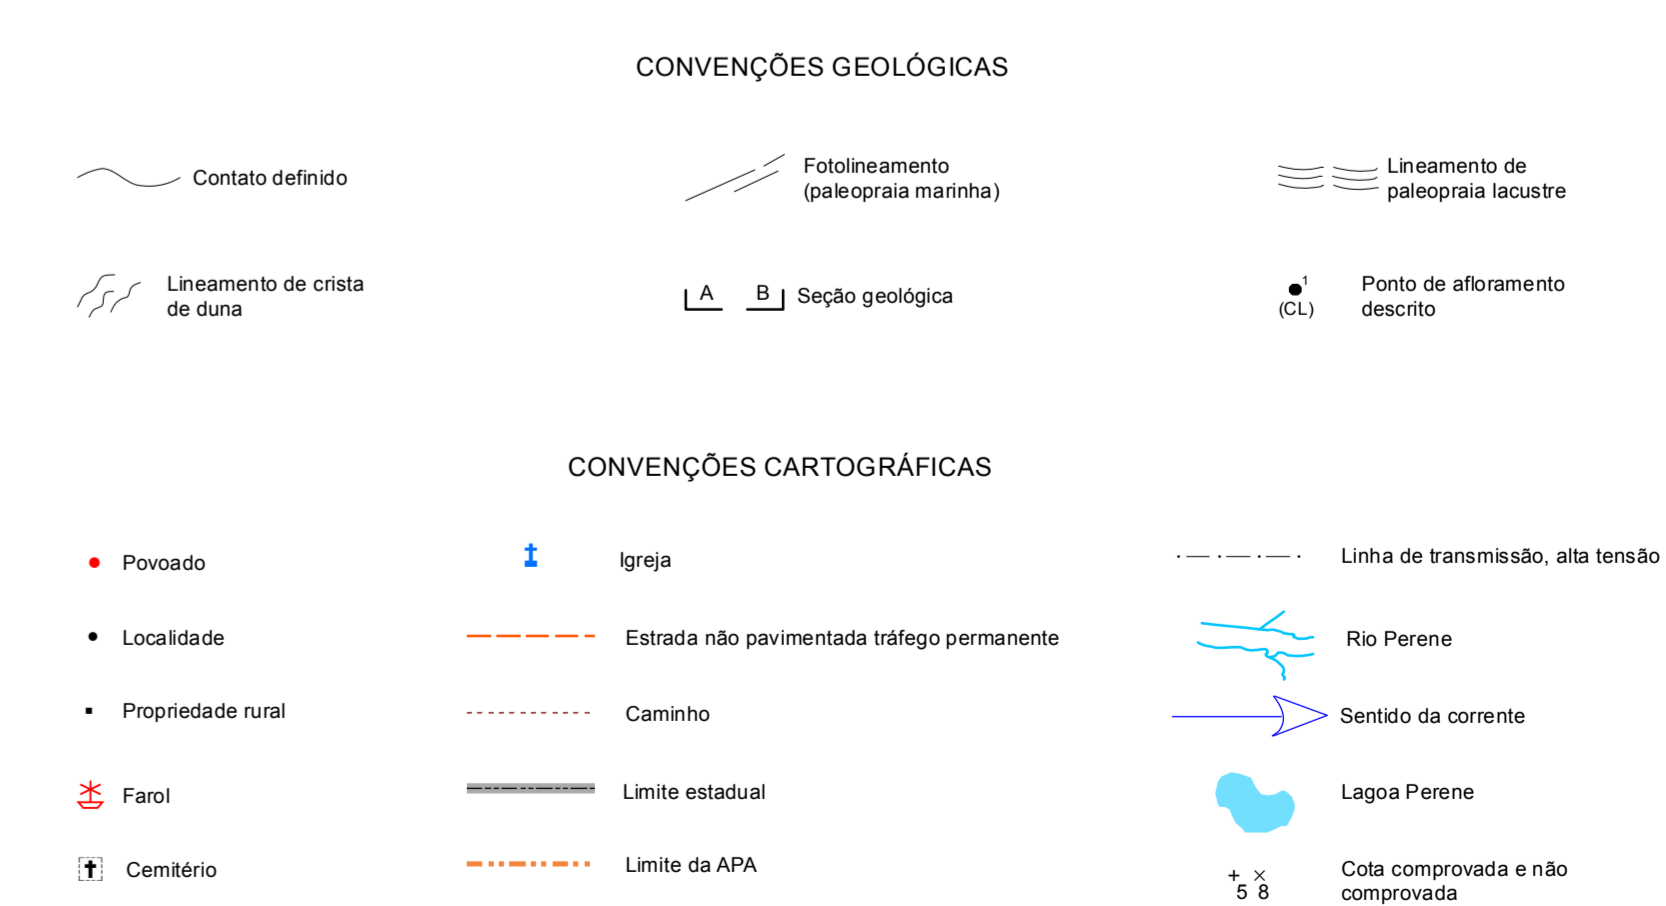 CONVENÇÕES GEOLÓGICAS
Contato definido
Fotolineamento
(paleopraia marinha)
Lineamento de
paleopraia lacustre
Lineamento de crista
de duna
A B Seção geológica
1
(CL)
Ponto de afloramento
descrito
CONVENÇÕES CARTOGRÁFICAS
Povoado
Localidade
Propriedade rural
Farol
Cemitério
Igreja
Estrada não pavimentada tráfego permanente
Caminho
Limite estadual
Limite da APA
Linha de transmissão, alta tensão
Rio Perene
Sentido da corrente
Lagoa Perene
5 8
Cota comprovada e não
comprovada